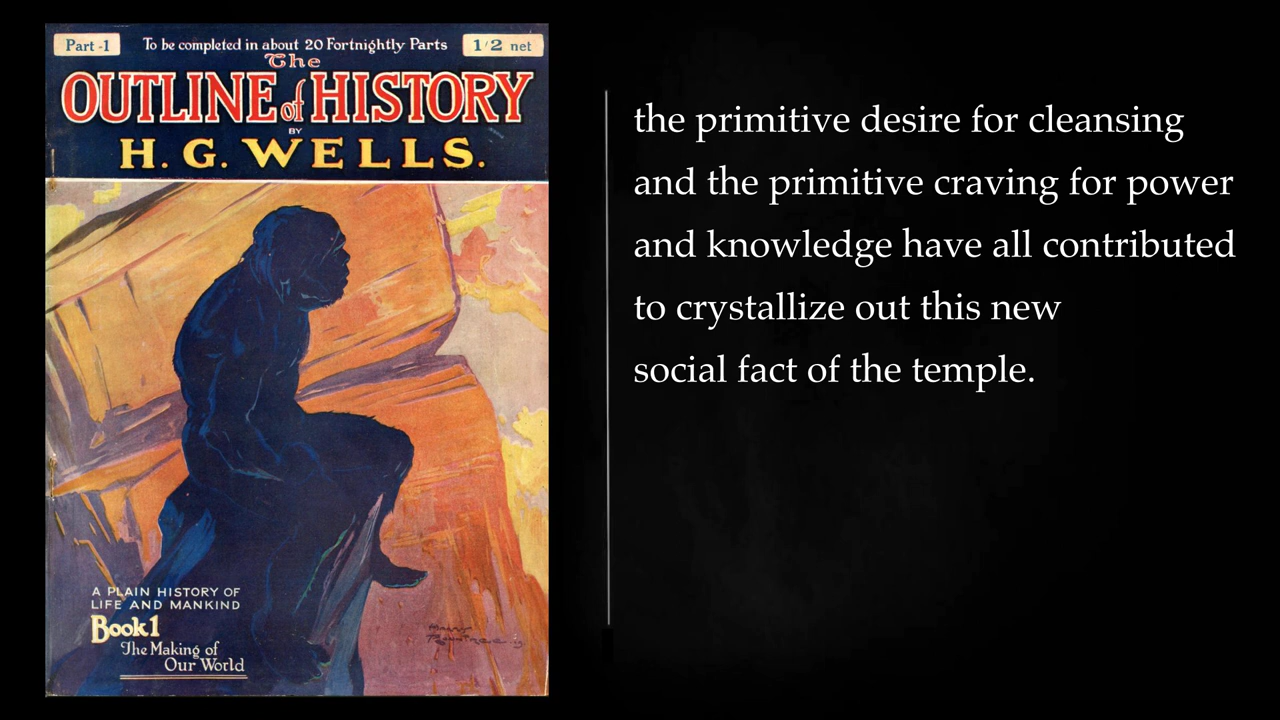 Part -1
To be completed in about 20 Fortnightly Parts
1/2 net
The
OUTLINE of HISTORY
BY
H. G. WELLS.
A PLAIN HISTORY OF
LIFE AND MANKIND
Book 1
The Making of
Our World
the primitive desire for cleansing
and the primitive craving for power
and knowledge have all contributed
to crystallize out this new
social fact of the temple.